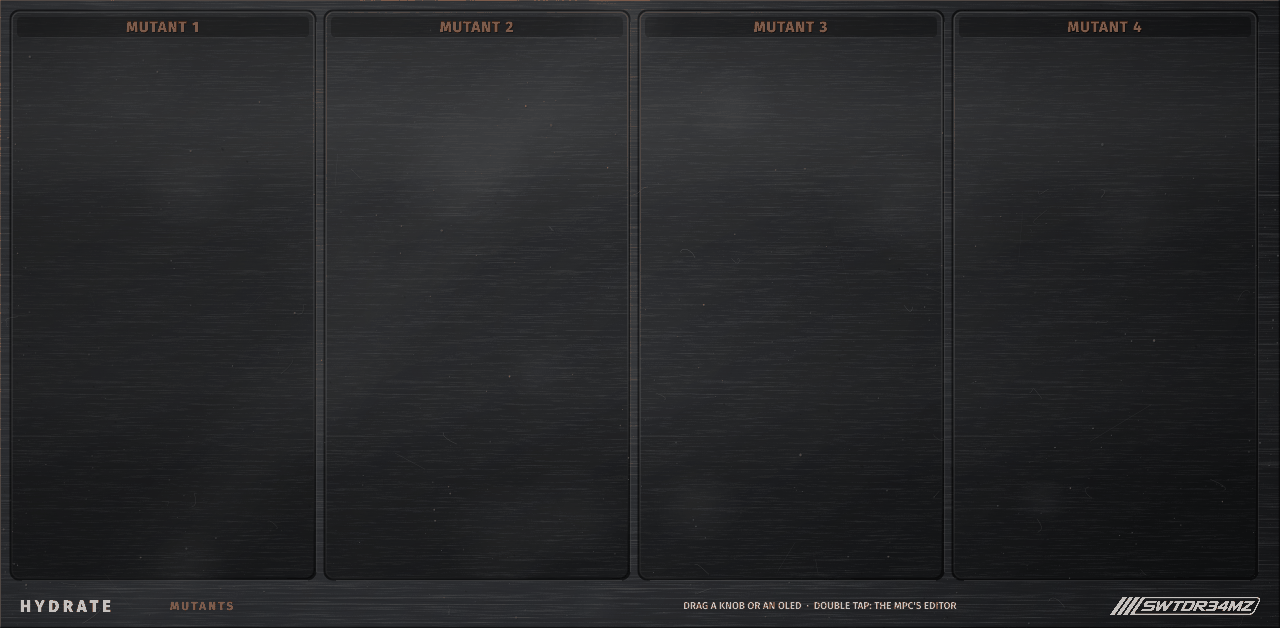 MUTANT 1
MUTANT 2
MUTANT 3
MUTANT 4
HYDRATE
MUTANTS
DRAG A KNOB OR AN OLED · DOUBLE TAP: THE MPC'S EDITOR
SWTDR34MZ